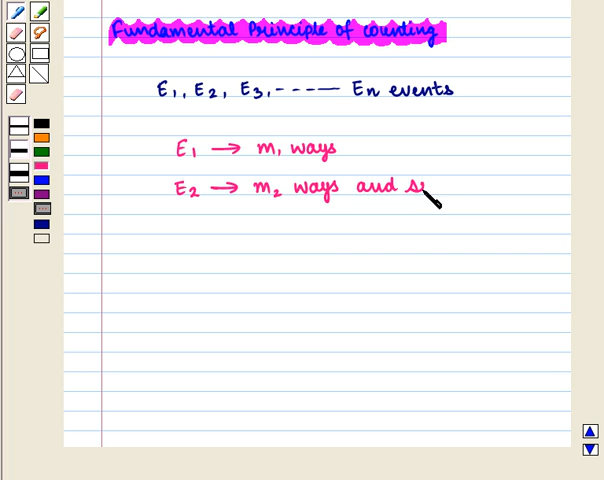 Fundamental Principle of counting
E1, E2, E3, ----- En events
E1 → m1 ways
E2 → m2 ways and